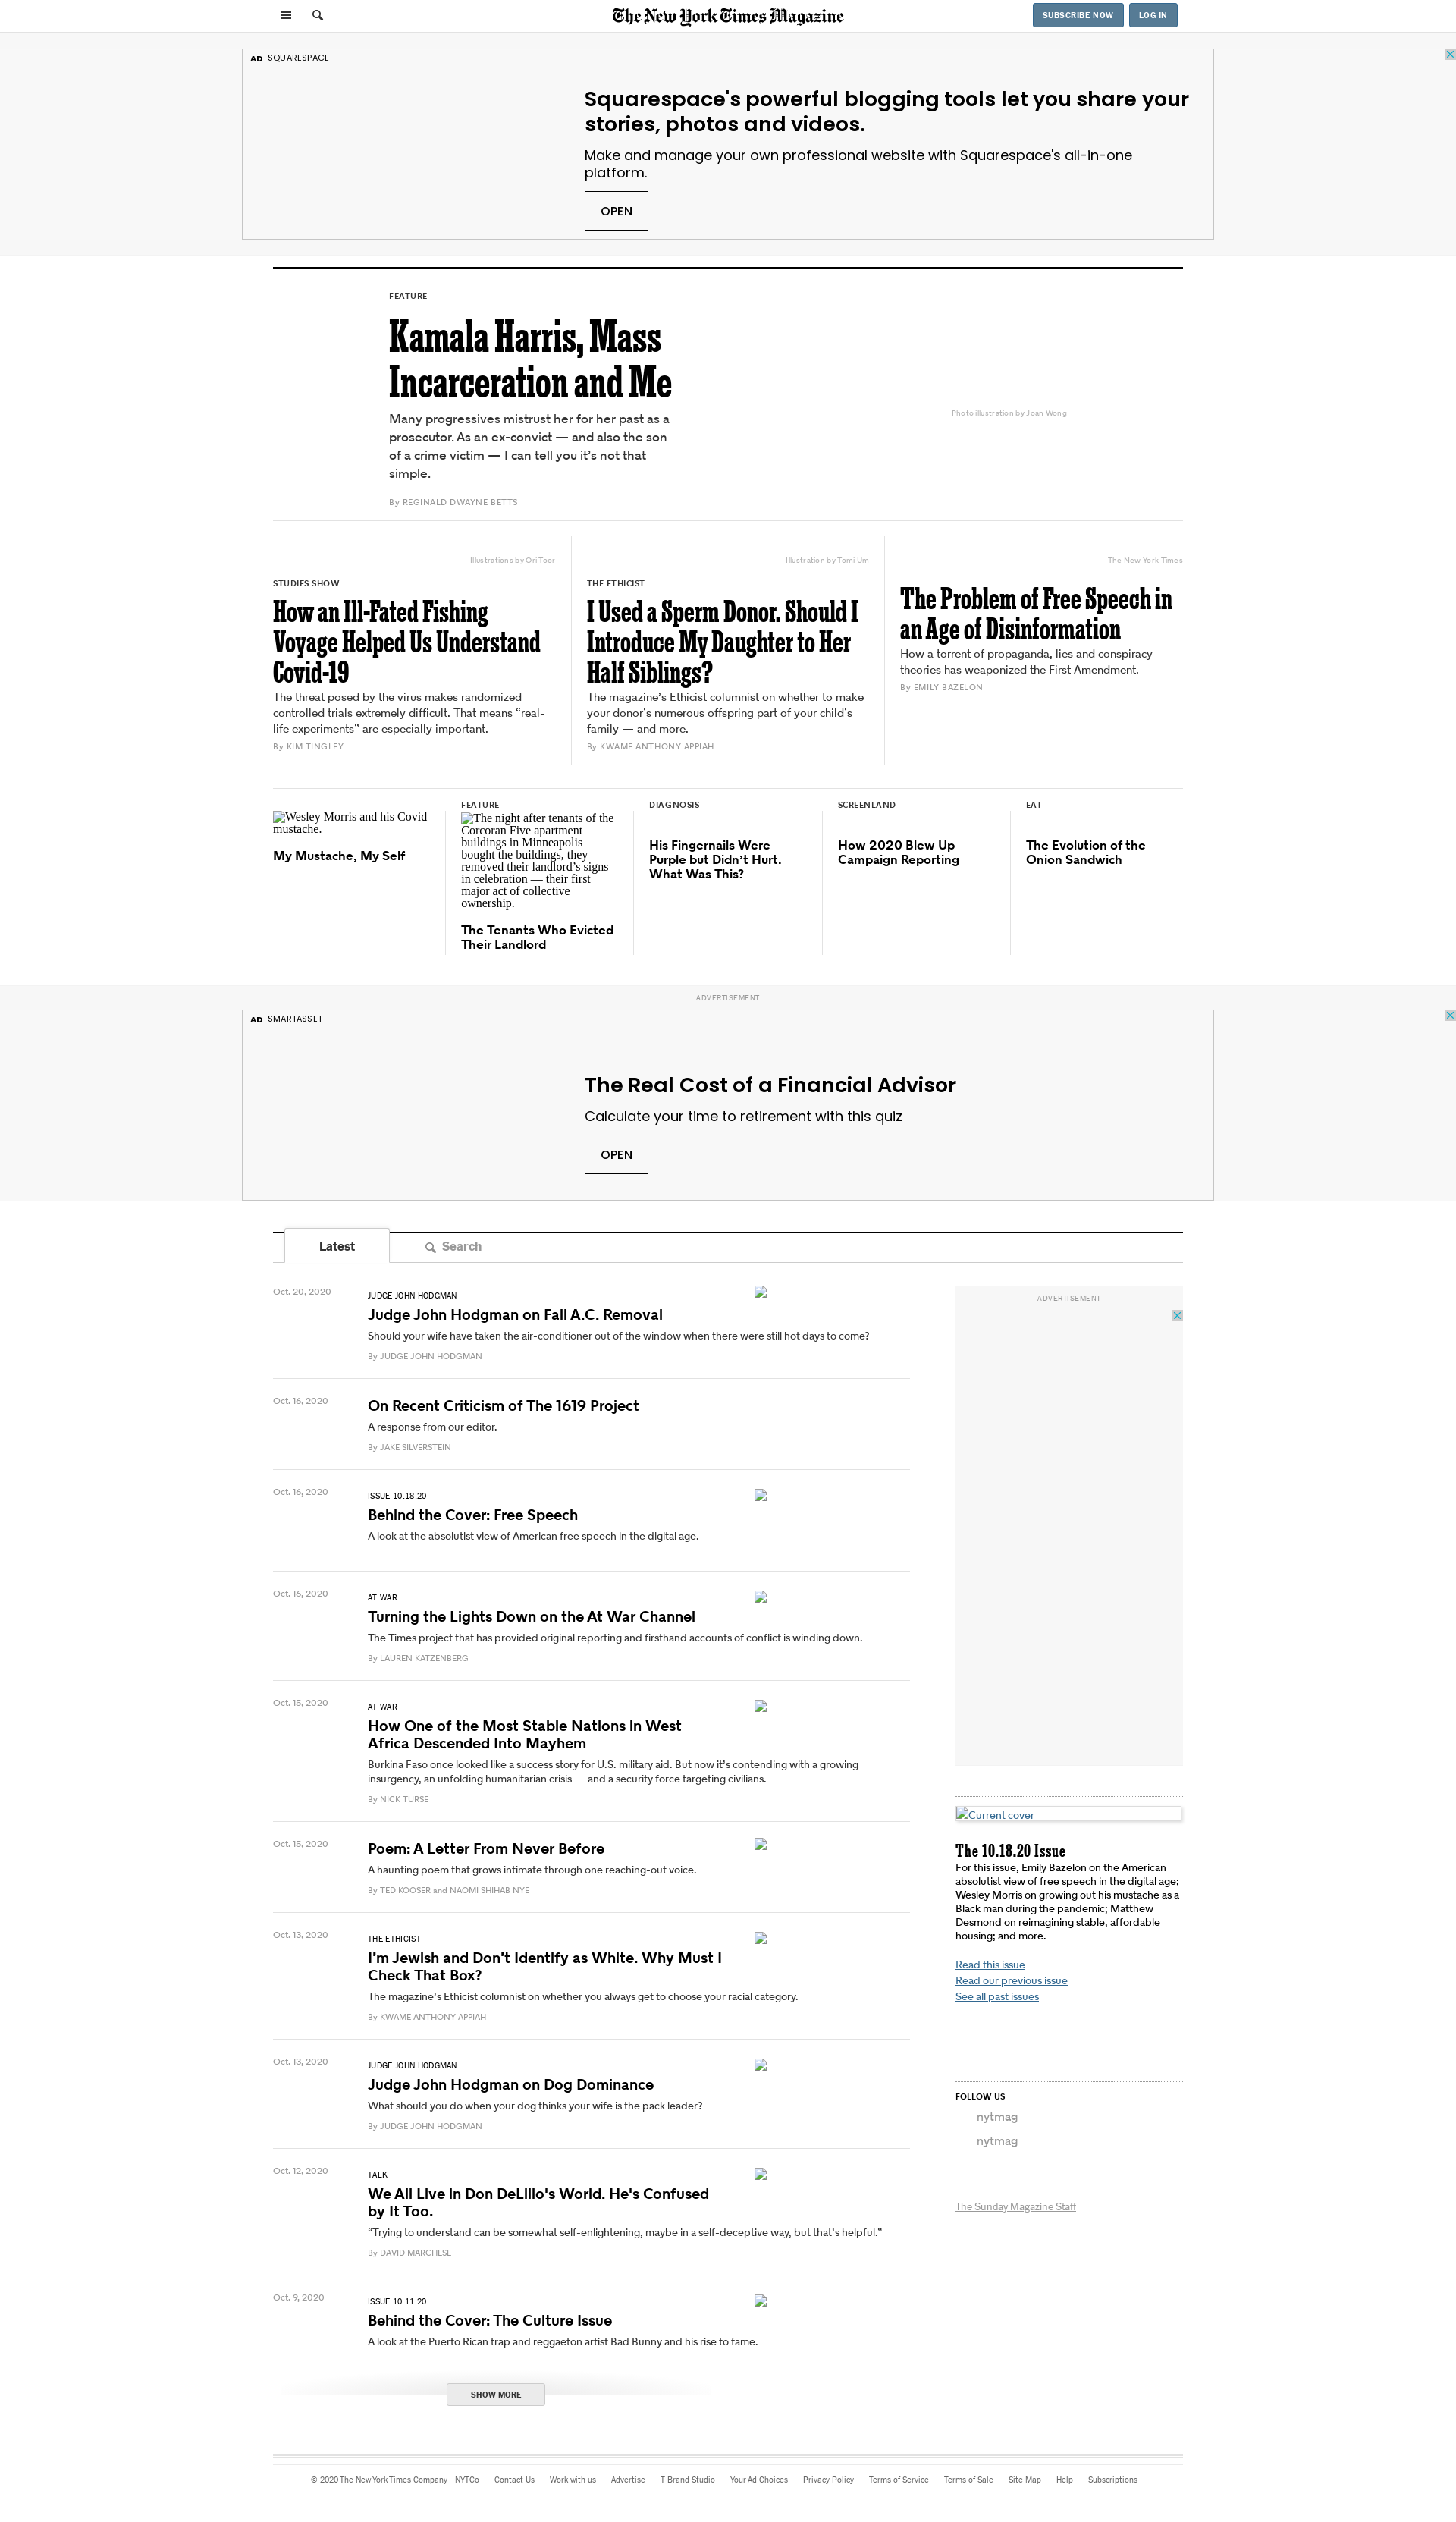 The New York Times Magazine
SUBSCRIBE NOW
LOG IN
AD SQUARESPACE
Squarespace's powerful blogging tools let you share your
stories, photos and videos.
Make and manage your own professional website with Squarespace's all-in-one
platform.
OPEN
FEATURE
Kamala Harris, Mass
Incarceration and Me
Many progressives mistrust her for her past as a
prosecutor. As an ex-convict — and also the son
of a crime victim — I can tell you it's not that
simple.
By REGINALD DWAYNE BETTS
Photo illustration by Joan Wong
Illustrations by Ori Toor
STUDIES SHOW
How an Ill-Fated Fishing
Voyage Helped Us Understand
Covid-19
The threat posed by the virus makes randomized
controlled trials extremely difficult. That means “real-
life experiments” are especially important.
By KIM TINGLEY
Illustration by Tomi Um
THE ETHICIST
I Used a Sperm Donor. Should I
Introduce My Daughter to Her
Half Siblings?
The magazine's Ethicist columnist on whether to make
your donor's numerous offspring part of your child's
family — and more.
By KWAME ANTHONY APPIAH
The New York Times
The Problem of Free Speech in
an Age of Disinformation
How a torrent of propaganda, lies and conspiracy
theories has weaponized the First Amendment.
By EMILY BAZELON
Wesley Morris and his Covid
mustache.
My Mustache, My Self
FEATURE
The night after tenants of the
Corcoran Five apartment
buildings in Minneapolis
bought the buildings, they
removed their landlord's signs
in celebration — their first
major act of collective
ownership.
The Tenants Who Evicted
Their Landlord
DIAGNOSIS
His Fingernails Were
Purple but Didn't Hurt.
What Was This?
SCREENLAND
How 2020 Blew Up
Campaign Reporting
EAT
The Evolution of the
Onion Sandwich
ADVERTISEMENT
AD SMARTASSET
The Real Cost of a Financial Advisor
Calculate your time to retirement with this quiz
OPEN
Latest
Search
Oct. 20, 2020
JUDGE JOHN HODGMAN
Judge John Hodgman on Fall A.C. Removal
Should your wife have taken the air-conditioner out of the window when there were still hot days to come?
By JUDGE JOHN HODGMAN
Oct. 16, 2020
On Recent Criticism of The 1619 Project
A response from our editor.
By JAKE SILVERSTEIN
Oct. 16, 2020
ISSUE 10.18.20
Behind the Cover: Free Speech
A look at the absolutist view of American free speech in the digital age.
Oct. 16, 2020
AT WAR
Turning the Lights Down on the At War Channel
The Times project that has provided original reporting and firsthand accounts of conflict is winding down.
By LAUREN KATZENBERG
Oct. 15, 2020
AT WAR
How One of the Most Stable Nations in West
Africa Descended Into Mayhem
Burkina Faso once looked like a success story for U.S. military aid. But now it's contending with a growing
insurgency, an unfolding humanitarian crisis — and a security force targeting civilians.
By NICK TURSE
Oct. 15, 2020
Poem: A Letter From Never Before
A haunting poem that grows intimate through one reaching-out voice.
By TED KOOSER and NAOMI SHIHAB NYE
Oct. 13, 2020
THE ETHICIST
I'm Jewish and Don't Identify as White. Why Must I
Check That Box?
The magazine's Ethicist columnist on whether you always get to choose your racial category.
By KWAME ANTHONY APPIAH
Oct. 13, 2020
JUDGE JOHN HODGMAN
Judge John Hodgman on Dog Dominance
What should you do when your dog thinks your wife is the pack leader?
By JUDGE JOHN HODGMAN
Oct. 12, 2020
TALK
We All Live in Don DeLillo's World. He's Confused
by It Too.
“Trying to understand can be somewhat self-enlightening, maybe in a self-deceptive way, but that's helpful.”
By DAVID MARCHESE
Oct. 9, 2020
ISSUE 10.11.20
Behind the Cover: The Culture Issue
A look at the Puerto Rican trap and reggaeton artist Bad Bunny and his rise to fame.
SHOW MORE
ADVERTISEMENT
Current cover
The 10.18.20 Issue
For this issue, Emily Bazelon on the American
absolutist view of free speech in the digital age;
Wesley Morris on growing out his mustache as a
Black man during the pandemic; Matthew
Desmond on reimagining stable, affordable
housing; and more.
Read this issue
Read our previous issue
See all past issues
FOLLOW US
nytmag
nytmag
The Sunday Magazine Staff
© 2020 The New York Times Company NYTCo Contact Us Work with us Advertise T Brand Studio Your Ad Choices Privacy Policy Terms of Service Terms of Sale Site Map Help Subscriptions